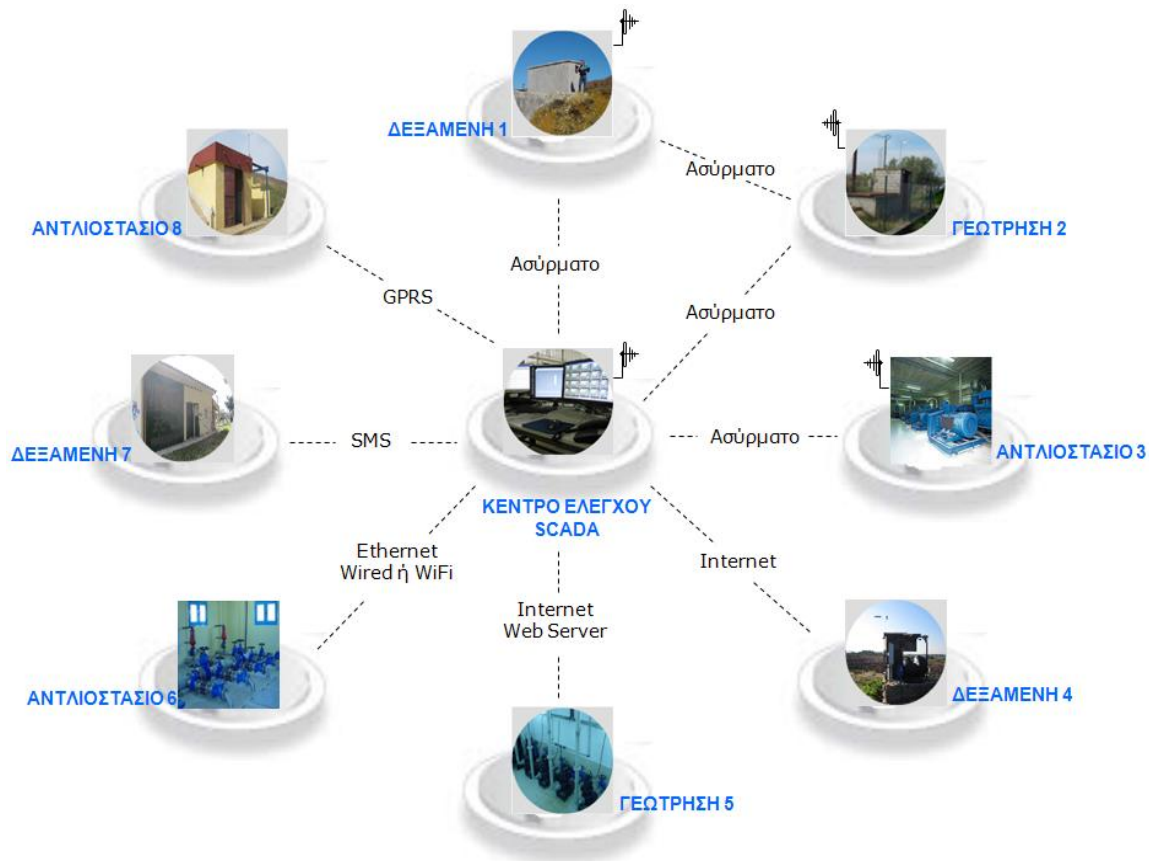 ΔΕΞΑΜΕΝΗ 1
Ασύρματο
ΑΝΤΛΙΟΣΤΑΣΙΟ 8
ΓΕΩΤΡΗΣΗ 2
Ασύρματο
GPRS
Ασύρματο
SMS
Ασύρματο
ΔΕΞΑΜΕΝΗ 7
ΑΝΤΛΙΟΣΤΑΣΙΟ 3
ΚΕΝΤΡΟ ΕΛΕΓΧΟΥ
SCADA
Ethernet
Wired ή WiFi
Internet
Internet
Web Server
ΑΝΤΛΙΟΣΤΑΣΙΟ 6
ΔΕΞΑΜΕΝΗ 4
ΓΕΩΤΡΗΣΗ 5